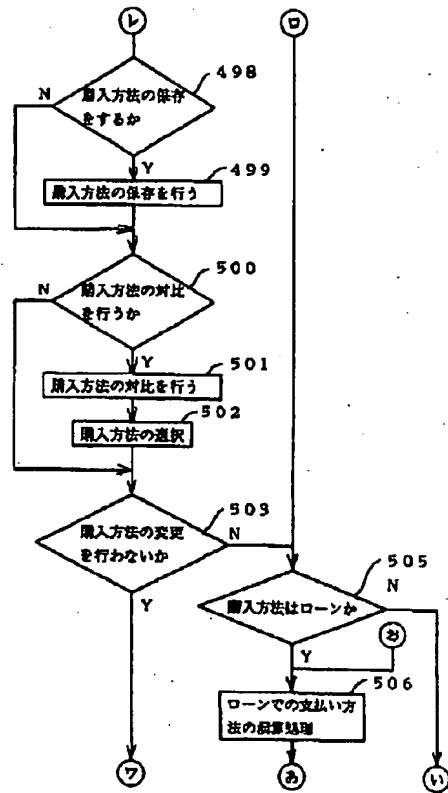 レ
ロ
498
N
購入方法の保存
をするか
Y
499
購入方法の保存を行う
500
N
購入方法の対比
を行うか
Y
501
購入方法の対比を行う
502
購入方法の選択
503
購入方法の変更
を行わないか
N
505
Y
購入方法はローンか
N
お
Y
506
ローンでの支払い方
法の演算処理
ワ
あ
い